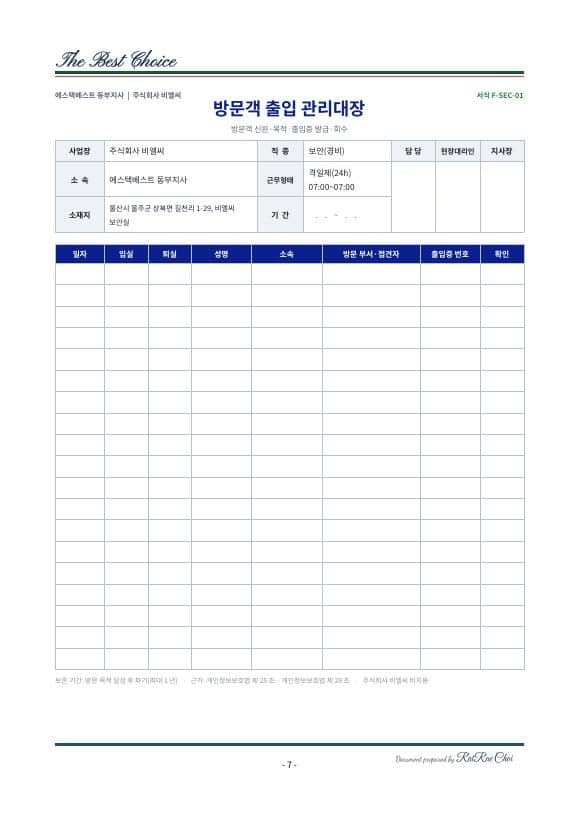 The Best Choice
에스텍베스트 동부지사 | 주식회사 비엘씨
서식 F-SEC-01
방문객 출입 관리대장
방문객 신원·목적·출입증 발급·회수
사업장 주식회사 비엘씨 직 종 보안(경비) 담 당 현장대리인 지사장
소 속 에스텍베스트 동부지사 근무형태 격일제(24h)
07:00~07:00
소재지 울산시 울주군 상북면 길천리 1-29, 비엘씨
보안실
기 간 . . ~ . .
일자 입실 퇴실 성명 소속 방문 부서·접견자 출입증 번호 확인
보존 기간: 방문 목적 달성 후 파기(최대 1년) · 근거: 개인정보보호법 제 25 조 · 개인정보보호법 제 29 조 · 주식회사 비엘씨 비치용
Document prepared by RaRae Choi
- 7 -